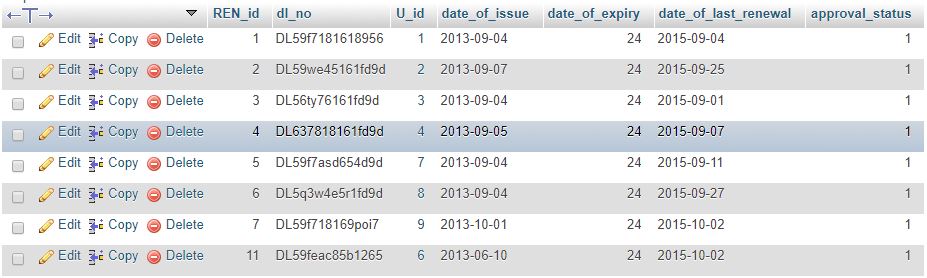 REN_id dl_no U_id date_of_issue date_of_expiry date_of_last_renewal approval_status
Edit Copy Delete 1 DL59f7181618956 1 2013-09-04 24 2015-09-04 1
Edit Copy Delete 2 DL59we45161fd9d 2 2013-09-07 24 2015-09-25 1
Edit Copy Delete 3 DL56ty76161fd9d 3 2013-09-04 24 2015-09-01 1
Edit Copy Delete 4 DL637818161fd9d 4 2013-09-05 24 2015-09-07 1
Edit Copy Delete 5 DL59f7asd654d9d 7 2013-09-04 24 2015-09-11 1
Edit Copy Delete 6 DL5q3w4e5r1fd9d 8 2013-09-04 24 2015-09-27 1
Edit Copy Delete 7 DL59f718169poi7 9 2013-10-01 24 2015-10-02 1
Edit Copy Delete 11 DL59feac85b1265 6 2013-06-10 24 2015-10-02 1